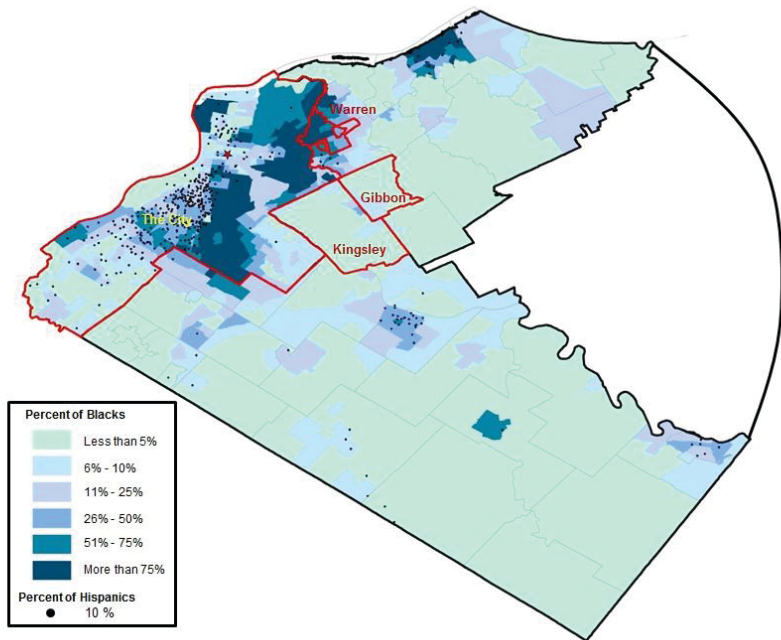 Warren
Gibbon
The City
Kingsley
Percent of Blacks
Less than 5%
6% - 10%
11% - 25%
26% - 50%
51% - 75%
More than 75%
Percent of Hispanics
10 %